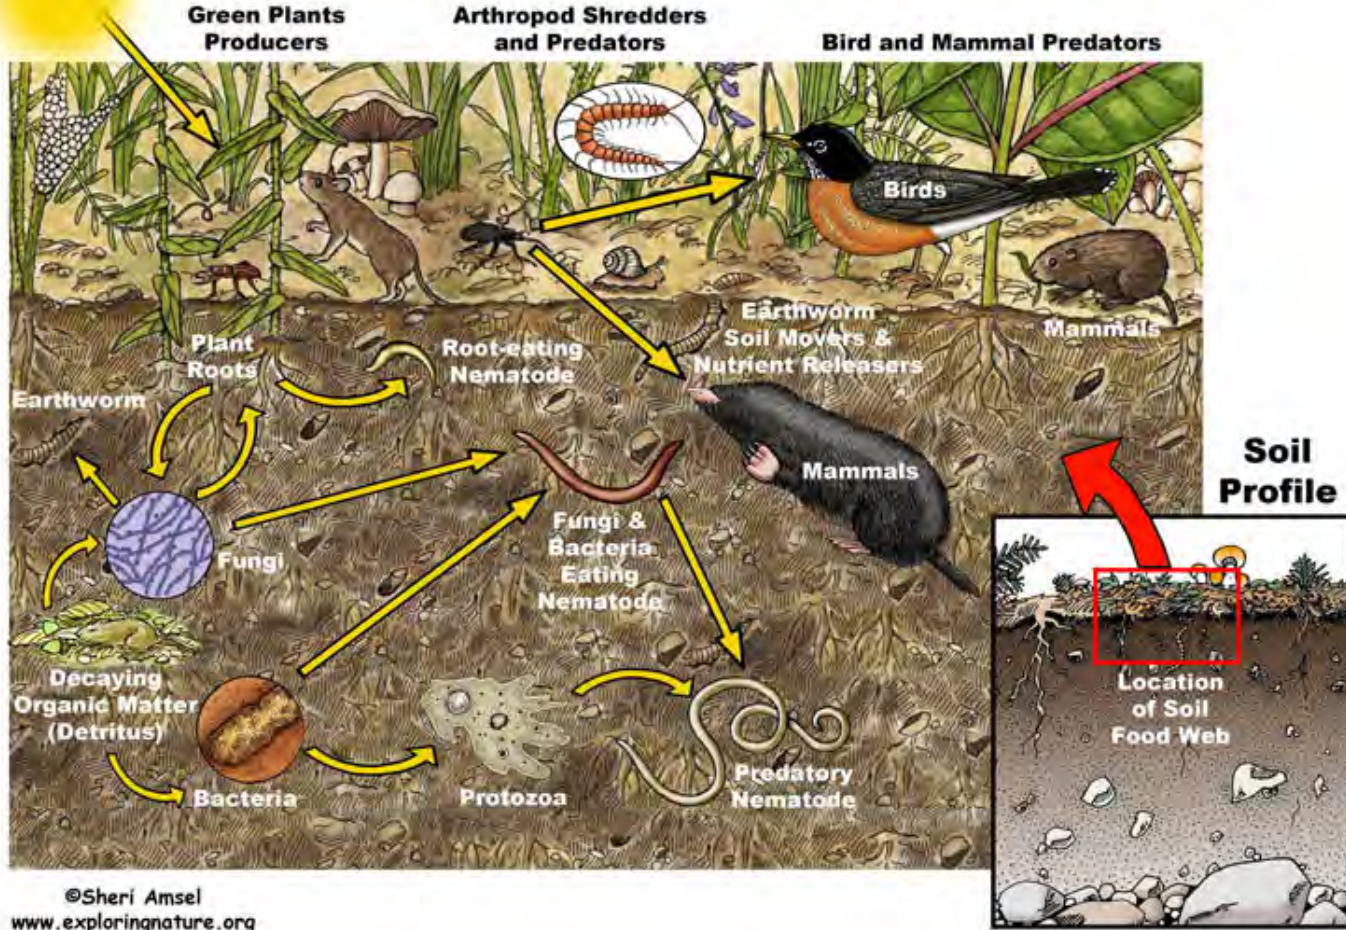 Green Plants
Producers
Arthropod Shredders
and Predators
Bird and Mammal Predators
Birds
Mammals
Plant
Roots
Root-eating
Nematode
Earthworm
Soil Movers &
Nutrient Releasers
Earthworm
Mammals
Soil
Profile
Fungi
Fungi &
Bacteria
Eating
Nematode
Decaying
Organic Matter
(Detritus)
Bacteria
Protozoa
Predatory
Nematode
Location
of Soil
Food Web
©Sheri Amsel
www.exploringnature.org